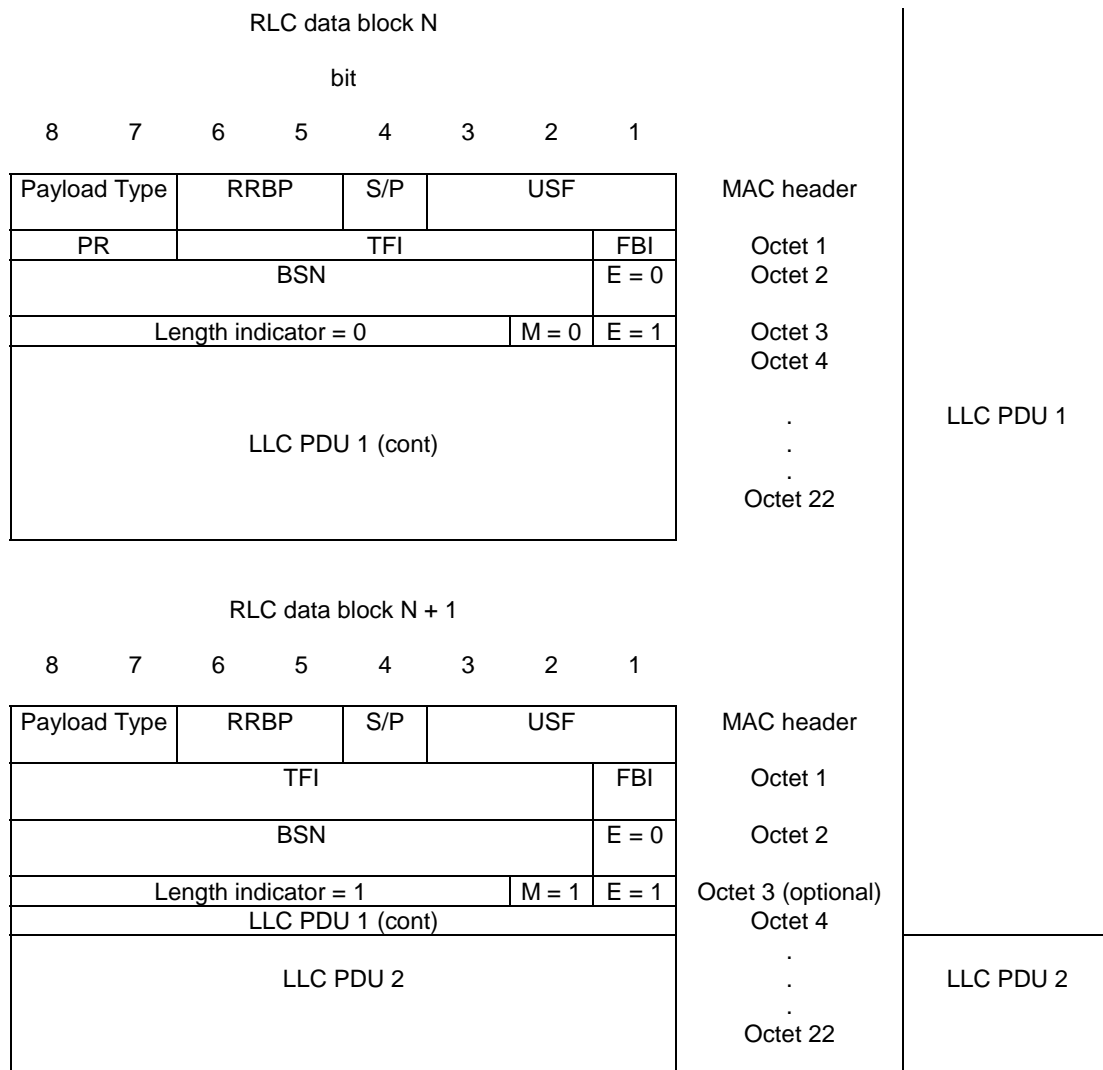 RLC data block N
bit
8 7 6 5 4 3 2 1
Payload Type RRBP S/P USF MAC header
PR TFI FBI Octet 1
BSN E = 0 Octet 2
Length indicator = 0 M = 0 E = 1 Octet 3
Octet 4
. LLC PDU 1
LLC PDU 1 (cont) .
.
Octet 22
RLC data block N + 1
8 7 6 5 4 3 2 1
Payload Type RRBP S/P USF MAC header
TFI FBI Octet 1
BSN E = 0 Octet 2
Length indicator = 1 M = 1 E = 1 Octet 3 (optional)
LLC PDU 1 (cont) Octet 4
.
LLC PDU 2 . LLC PDU 2
.
Octet 22